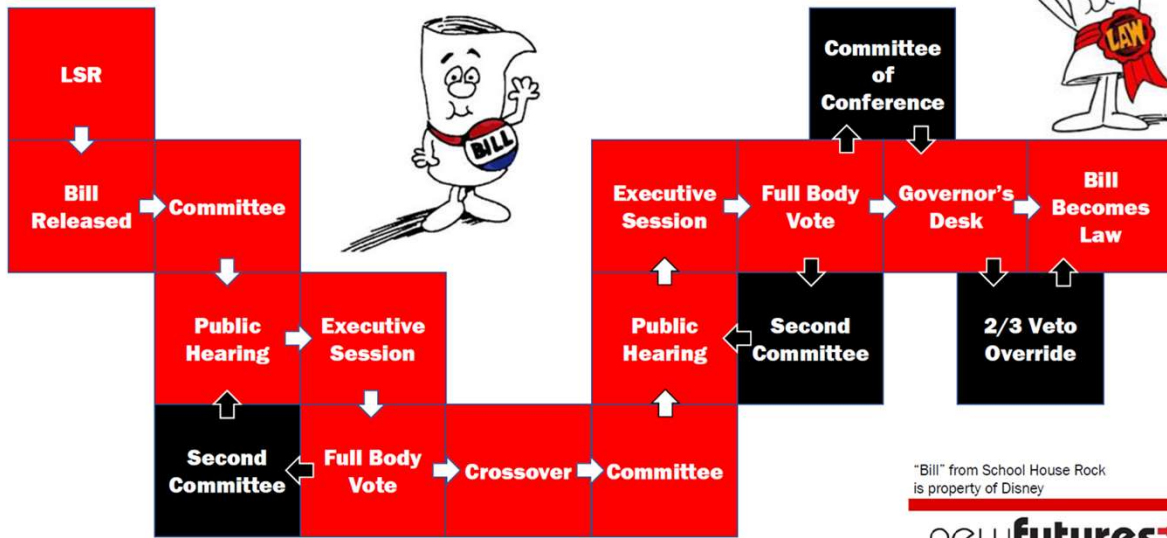 LSR
Bill
Released
Committee
Public
Hearing
Executive
Session
Second
Committee
Full Body
Vote
Crossover
Committee
Public
Hearing
Executive
Session
Full Body
Vote
Second
Committee
Committee
of
Conference
Governor's
Desk
2/3 Veto
Override
Bill
Becomes
Law
BILL
LAW
"Bill" from School House Rock
is property of Disney
new futures